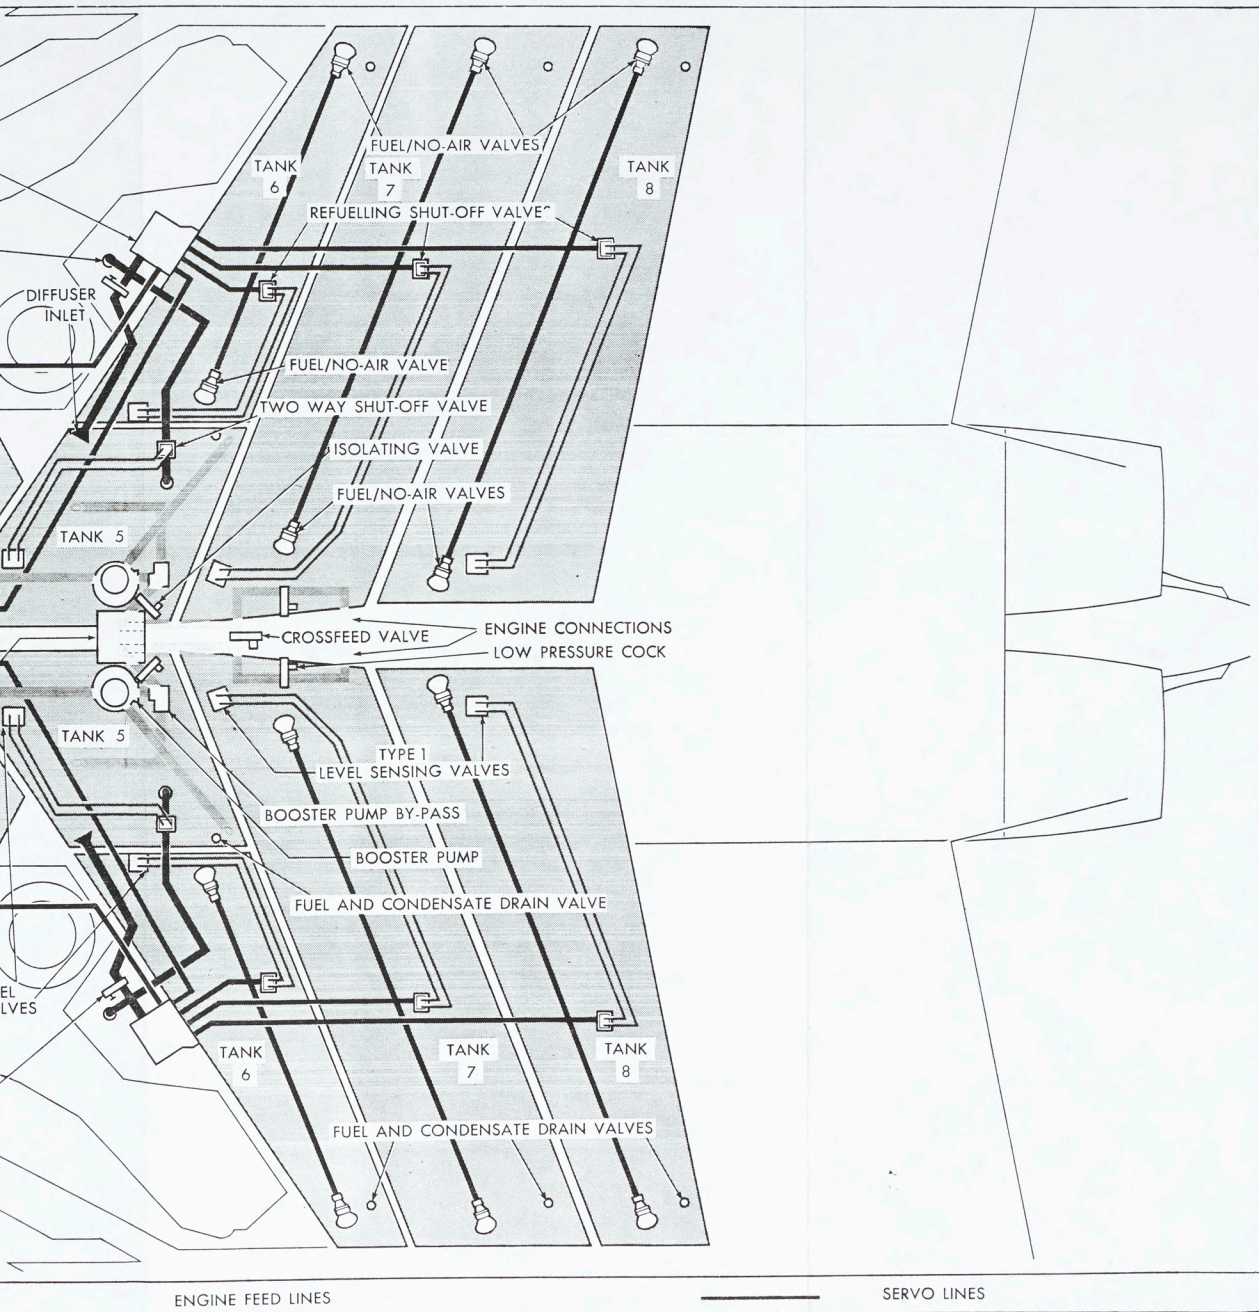 FUEL/NO-AIR VALVES
TANK
6
TANK
7
TANK
8
REFUELLING SHUT-OFF VALVE
DIFFUSER
INLET
FUEL/NO-AIR VALVE
TWO WAY SHUT-OFF VALVE
ISOLATING VALVE
FUEL/NO-AIR VALVES
TANK 5
CROSSFEED VALVE
ENGINE CONNECTIONS
LOW PRESSURE COCK
TANK 5
TYPE 1
LEVEL SENSING VALVES
BOOSTER PUMP BY-PASS
BOOSTER PUMP
FUEL AND CONDENSATE DRAIN VALVE
EL
LVES
TANK
6
TANK
7
TANK
8
FUEL AND CONDENSATE DRAIN VALVES
ENGINE FEED LINES
SERVO LINES